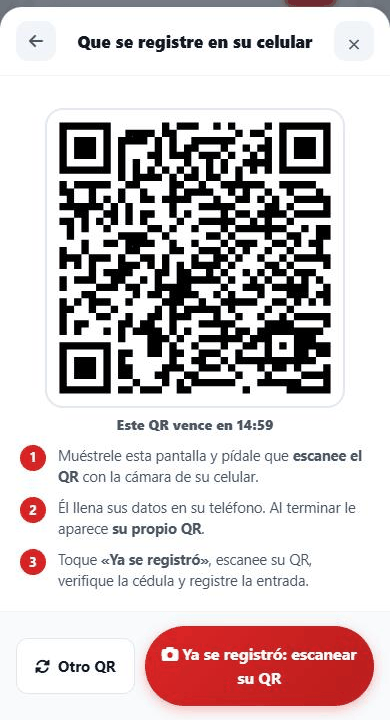 Que se registre en su celular
Este QR vence en 14:59
1 Muéstrele esta pantalla y pídale que escanee el
QR con la cámara de su celular.
2 Él llena sus datos en su teléfono. Al terminar le
aparece su propio QR.
3 Toque «Ya se registró», escanee su QR,
verifique la cédula y registre la entrada.
Otro QR
Ya se registró: escanear
su QR